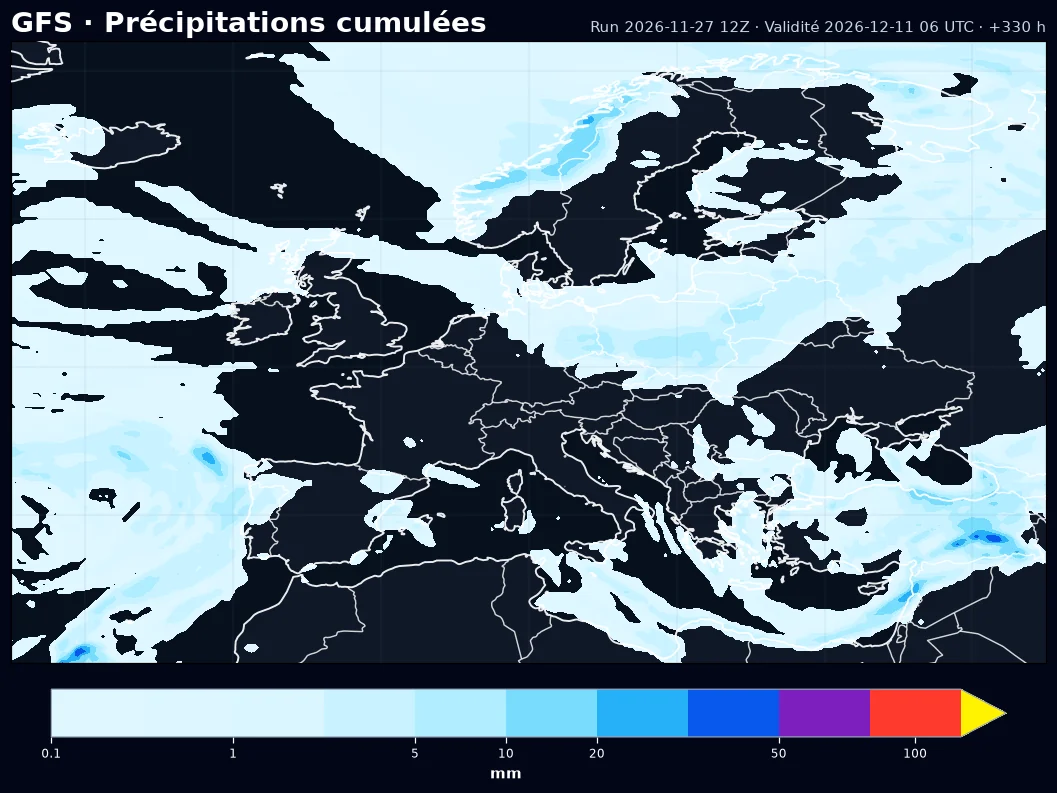 GFS · Précipitations cumulées
Run 2026-11-27 12Z · Validité 2026-12-11 06 UTC · +330 h
0.1 1 5 10 20 50 100
mm